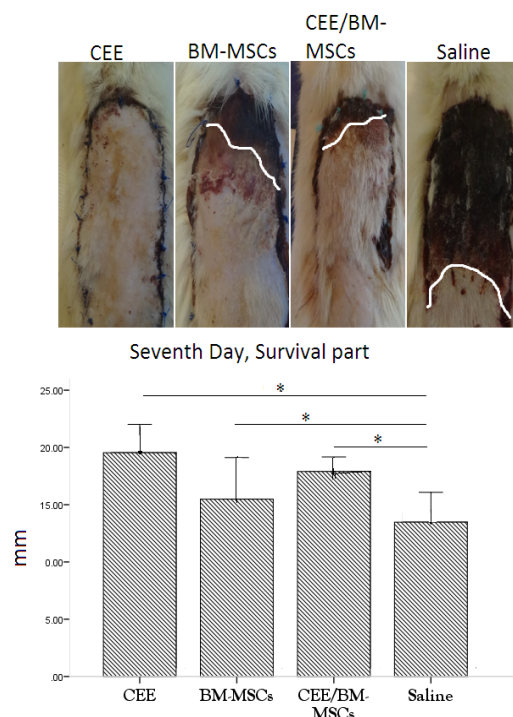 CEE
BM-MSCs
CEE/BM-
MSCs
Saline
Seventh Day, Survival part
*
*
*
25.00
20.00
15.00
0.00
5.00
.00
mm
CEE
BM-MSCs
CEE/BM-
MSCs
Saline